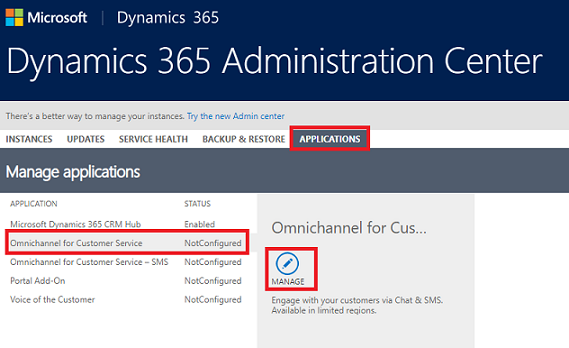 Microsoft | Dynamics 365
Dynamics 365 Administration Center
There's a better way to manage your instances. Try the new Admin center
INSTANCES UPDATES SERVICE HEALTH BACKUP & RESTORE APPLICATIONS
Manage applications
APPLICATION STATUS
Microsoft Dynamics 365 CRM Hub Enabled
Omnichannel for Customer Service NotConfigured
Omnichannel for Customer Service – SMS NotConfigured
Portal Add-On NotConfigured
Voice of the Customer NotConfigured
Omnichannel for Cus...
MANAGE
Engage with your customers via Chat & SMS.
Available in limited regions.